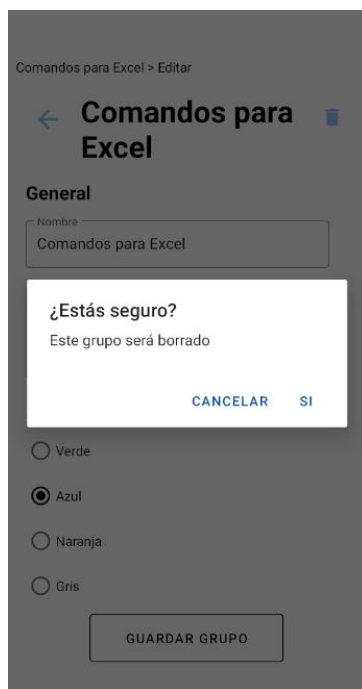 Comandos para Excel > Editar
Comandos para
Excel
General
Nombre
Comandos para Excel
¿Estás seguro?
Este grupo será borrado
CANCELAR SI
Verde
Azul
Naranja
Gris
GUARDAR GRUPO